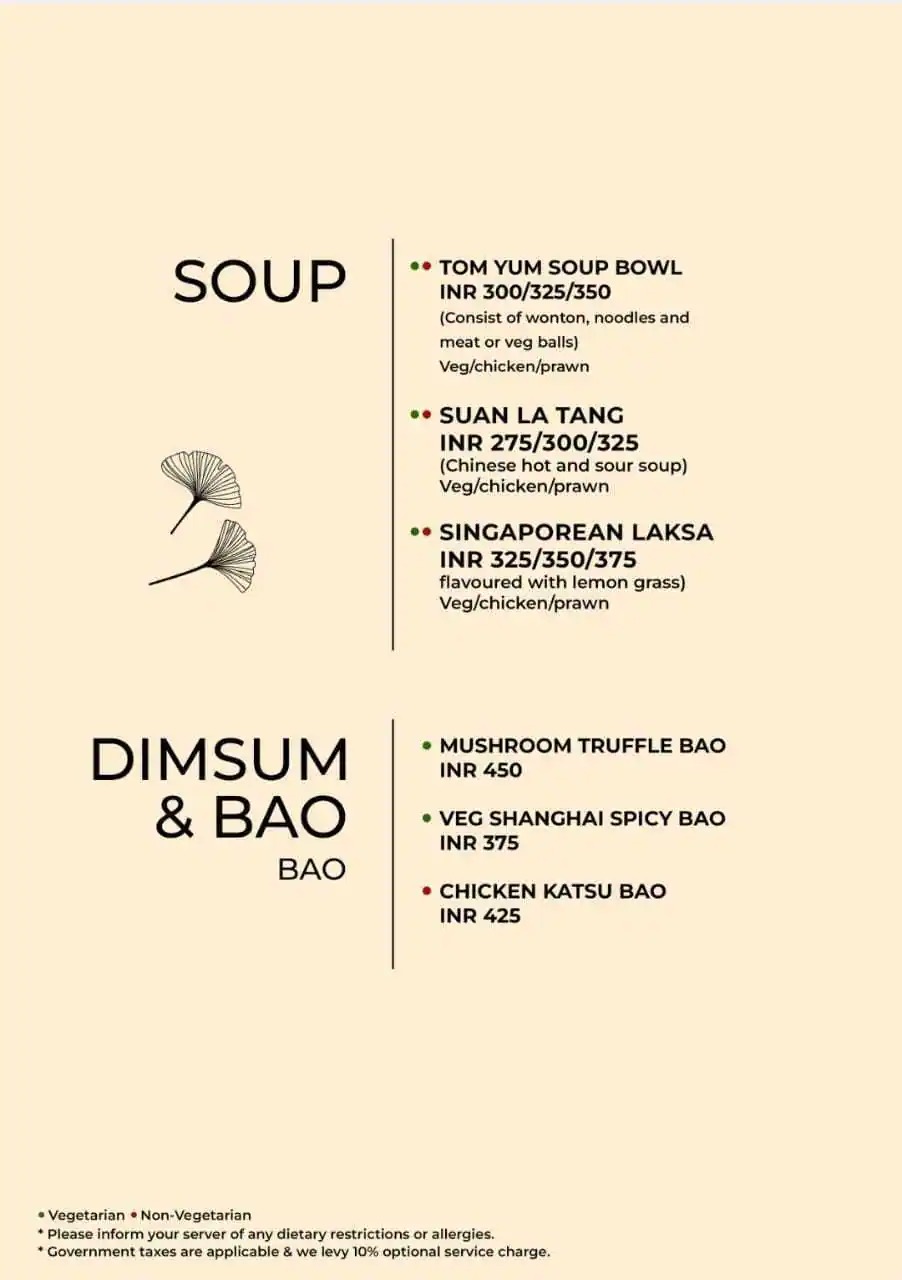 SOUP
TOM YUM SOUP BOWL
INR 300/325/350
(Consist of wonton, noodles and
meat or veg balls)
Veg/chicken/prawn
SUAN LA TANG
INR 275/300/325
(Chinese hot and sour soup)
Veg/chicken/prawn
SINGAPOREAN LAKSA
INR 325/350/375
flavoured with lemon grass)
Veg/chicken/prawn
DIMSUM
& BAO
BAO
MUSHROOM TRUFFLE BAO
INR 450
VEG SHANGHAI SPICY BAO
INR 375
CHICKEN KATSU BAO
INR 425
• Vegetarian • Non-Vegetarian
* Please inform your server of any dietary restrictions or allergies.
* Government taxes are applicable & we levy 10% optional service charge.